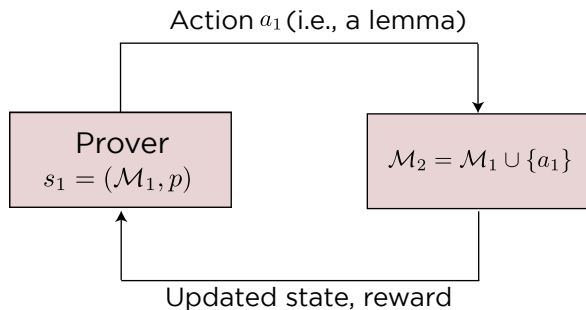 Action a₁ (i.e., a lemma)
Prover
s₁ = (ℳ₁, p)
ℳ₂ = ℳ₁ ∪ {a₁}
Updated state, reward